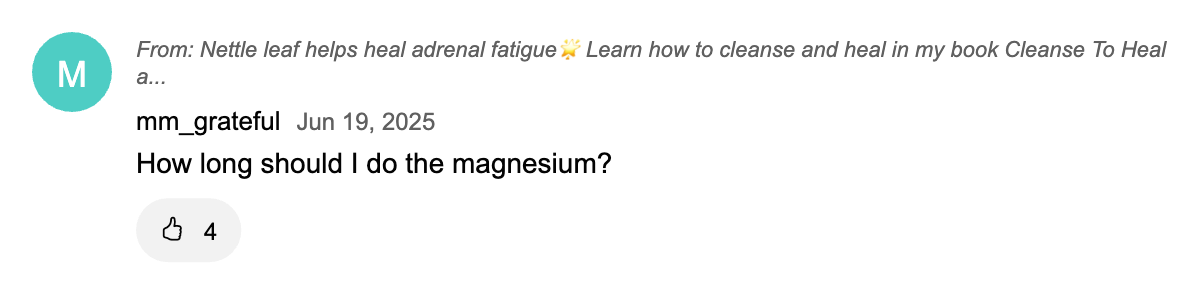 M
From: Nettle leaf helps heal adrenal fatigue🌟 Learn how to cleanse and heal in my book Cleanse To Heal
a...
mm_grateful Jun 19, 2025
How long should I do the magnesium?
4